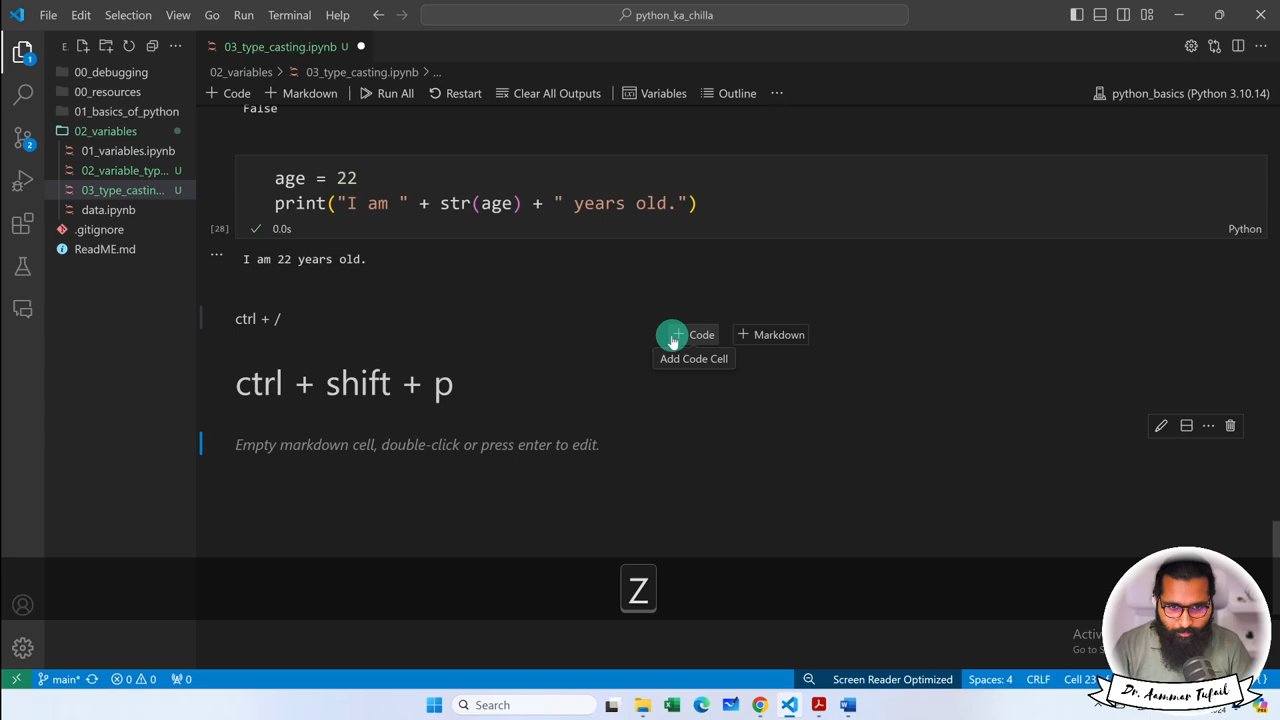 File Edit Selection View Go Run Terminal Help
python_ka_chilla
E
03_type_casting.ipynb U
00_debugging
00_resources
01_basics_of_python
02_variables
01_variables.ipynb
02_variable_typ... U
03_type_castin... U
data.ipynb
.gitignore
ReadME.md
1
2
02_variables > 03_type_casting.ipynb > ...
+ Code + Markdown Run All Restart Clear All Outputs Variables Outline ... python_basics (Python 3.10.14)
False
age = 22
print("I am " + str(age) + " years old.")
[28] 0.0s Python
I am 22 years old.
ctrl + /
+ Code + Markdown
Add Code Cell
ctrl + shift + p
Empty markdown cell, double-click or press enter to edit.
Z
Dr. Aammar Tufail
main* 0 0 0 Screen Reader Optimized Spaces: 4 CRLF Cell 23
Search